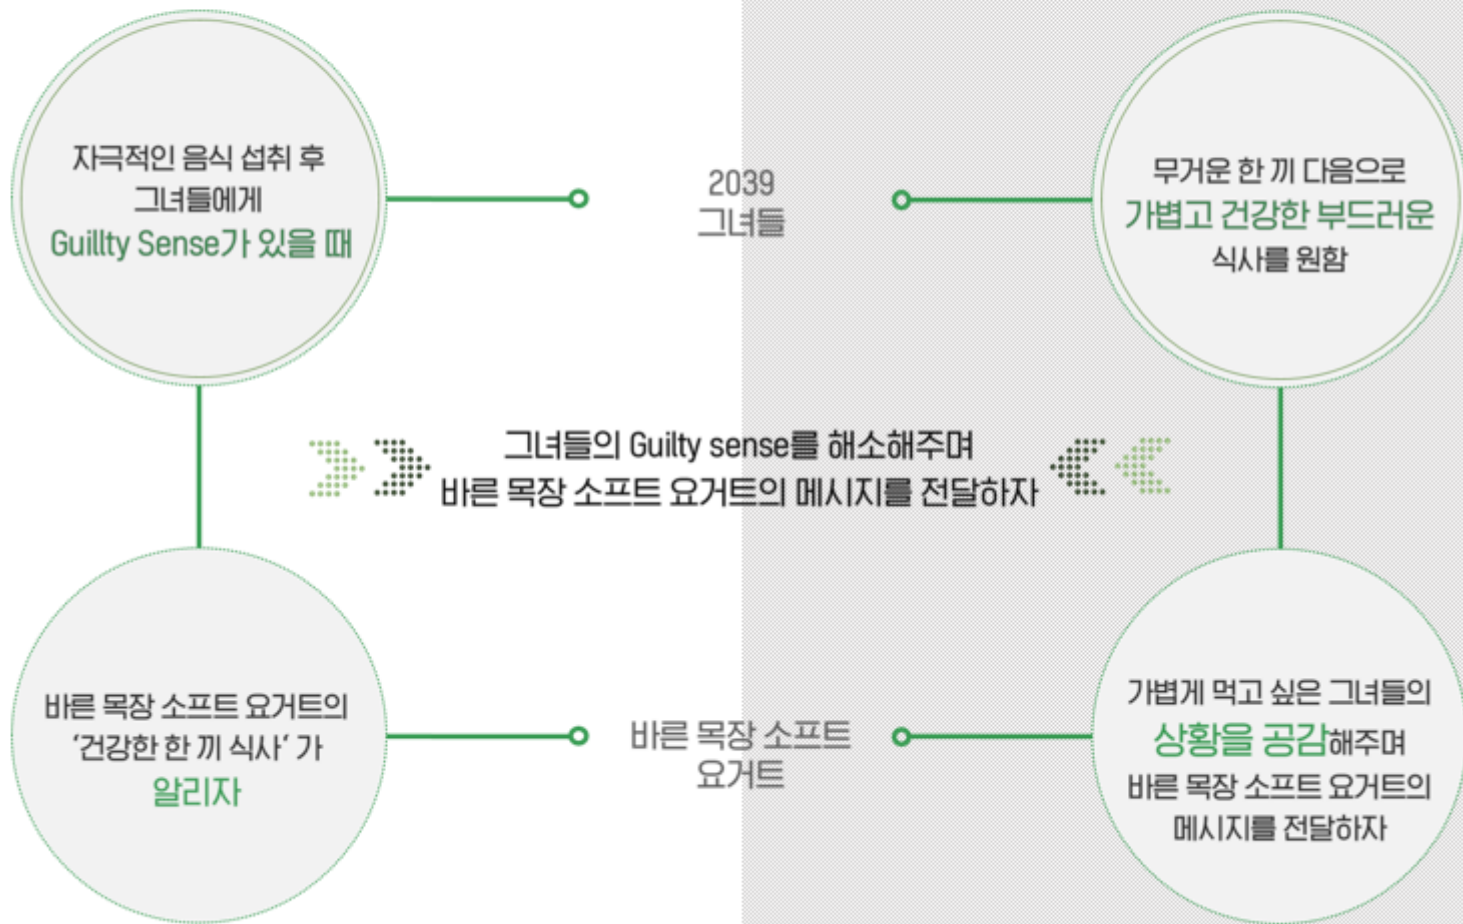 자극적인 음식 섭취 후
그녀들에게
Guillty Sense가 있을 때
2039
그녀들
무거운 한 끼 다음으로
가볍고 건강한 부드러운
식사를 원함
그녀들의 Guilty sense를 해소해주며
바른 목장 소프트 요거트의 메시지를 전달하자
바른 목장 소프트 요거트의
‘건강한 한 끼 식사‘ 가
알리자
바른 목장 소프트
요거트
가볍게 먹고 싶은 그녀들의
상황을 공감해주며
바른 목장 소프트 요거트의
메시지를 전달하자